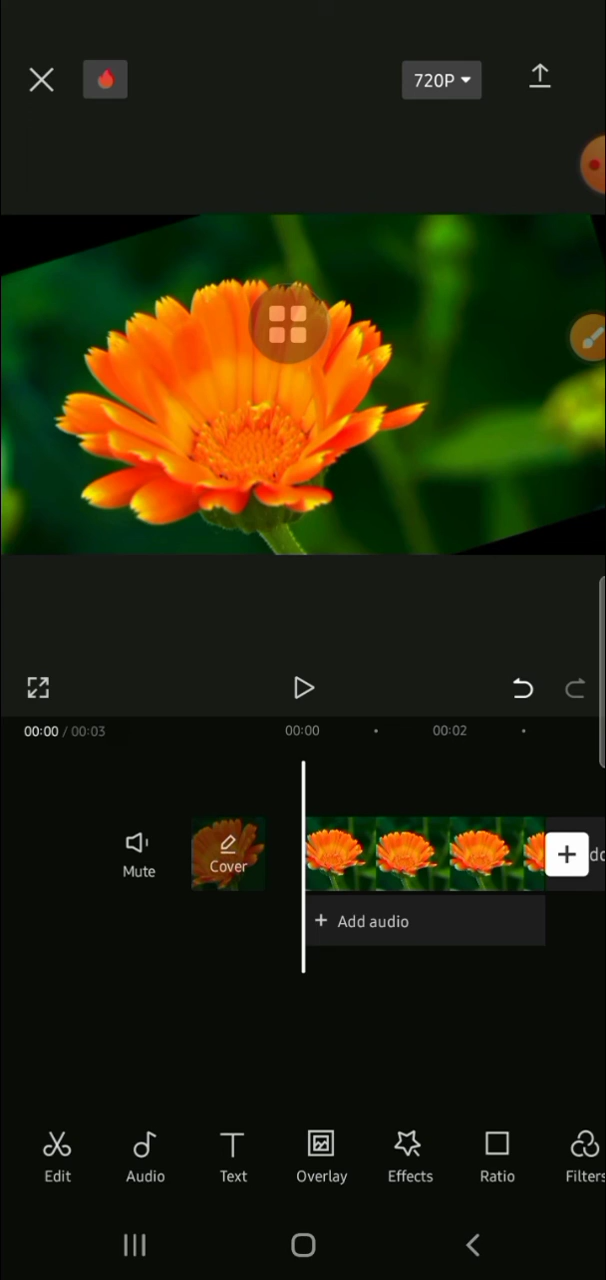 720P
00:00 / 00:03
00:00
00:02
Mute
Cover
Add audio
Edit
Audio
Text
Overlay
Effects
Ratio
Filters